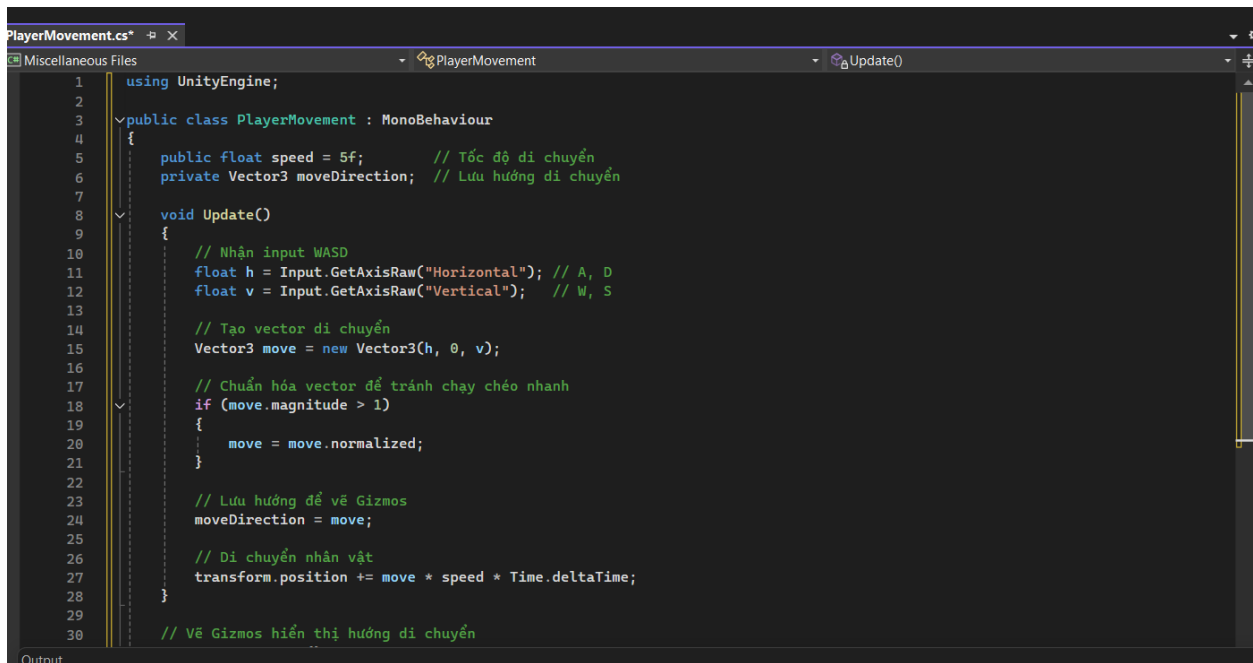 PlayerMovement.cs*
C# Miscellaneous Files PlayerMovement Update()
1 using UnityEngine;
2
3 public class PlayerMovement : MonoBehaviour
4 {
5 public float speed = 5f; // Tốc độ di chuyển
6 private Vector3 moveDirection; // Lưu hướng di chuyển
7
8 void Update()
9 {
10 // Nhận input WASD
11 float h = Input.GetAxisRaw("Horizontal"); // A, D
12 float v = Input.GetAxisRaw("Vertical"); // W, S
13
14 // Tạo vector di chuyển
15 Vector3 move = new Vector3(h, 0, v);
16
17 // Chuẩn hóa vector để tránh chạy chéo nhanh
18 if (move.magnitude > 1)
19 {
20 move = move.normalized;
21 }
22
23 // Lưu hướng để vẽ Gizmos
24 moveDirection = move;
25
26 // Di chuyển nhân vật
27 transform.position += move * speed * Time.deltaTime;
28 }
29
30 // Vẽ Gizmos hiển thị hướng di chuyển
Output